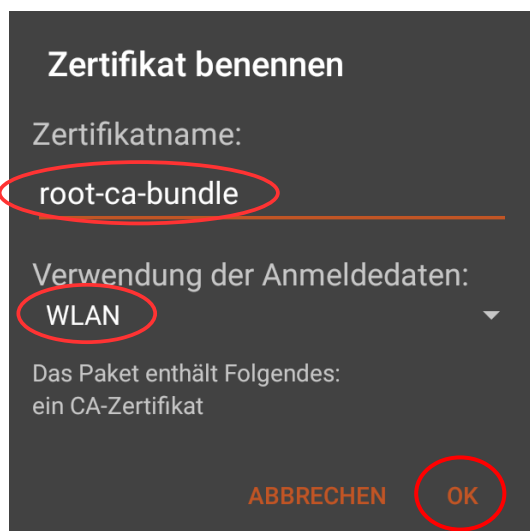 Zertifikat benennen
Zertifikatname:
root-ca-bundle
Verwendung der Anmeldedaten:
WLAN
Das Paket enthält Folgendes:
ein CA-Zertifikat
ABBRECHEN OK